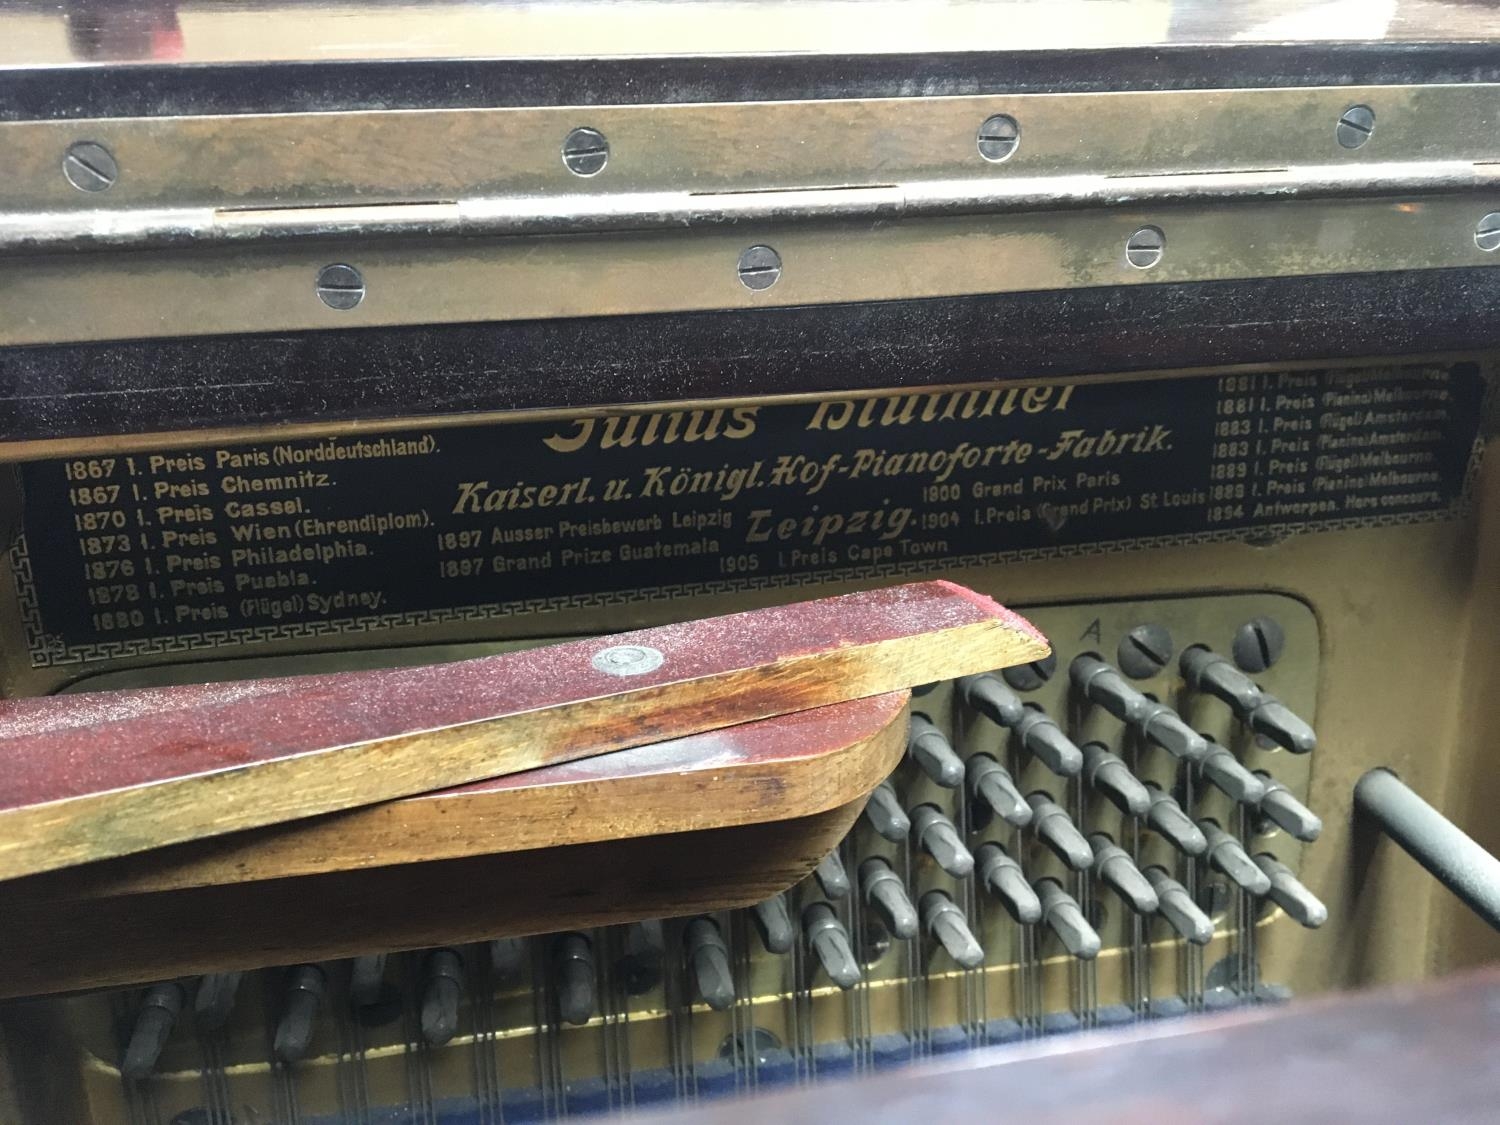 1867 I. Preis Paris (Norddeutschland).
1867 I. Preis Chemnitz.
1870 I. Preis Cassel.
1873 I. Preis Wien (Ehrendiplom).
1876 I. Preis Philadelphia.
1878 I. Preis Puebla.
1880 I. Preis (Flügel) Sydney.
Julius Blüthner
Kaiserl. u. Königl. Hof-Pianoforte-Fabrik.
Leipzig.
1897 Ausser Preisbewerb Leipzig
1897 Grand Prize Guatemala
1900 Grand Prix Paris
1904 I. Preis (Grand Prix) St. Louis
1905 I. Preis Cape Town
1881 I. Preis (Flügel) Melbourne.
1881 I. Preis (Pianino) Melbourne.
1883 I. Preis (Flügel) Amsterdam.
1883 I. Preis (Pianino) Amsterdam.
1889 I. Preis (Flügel) Melbourne.
1889 I. Preis (Pianino) Melbourne.
1894 Antwerpen. Hors concours.
A